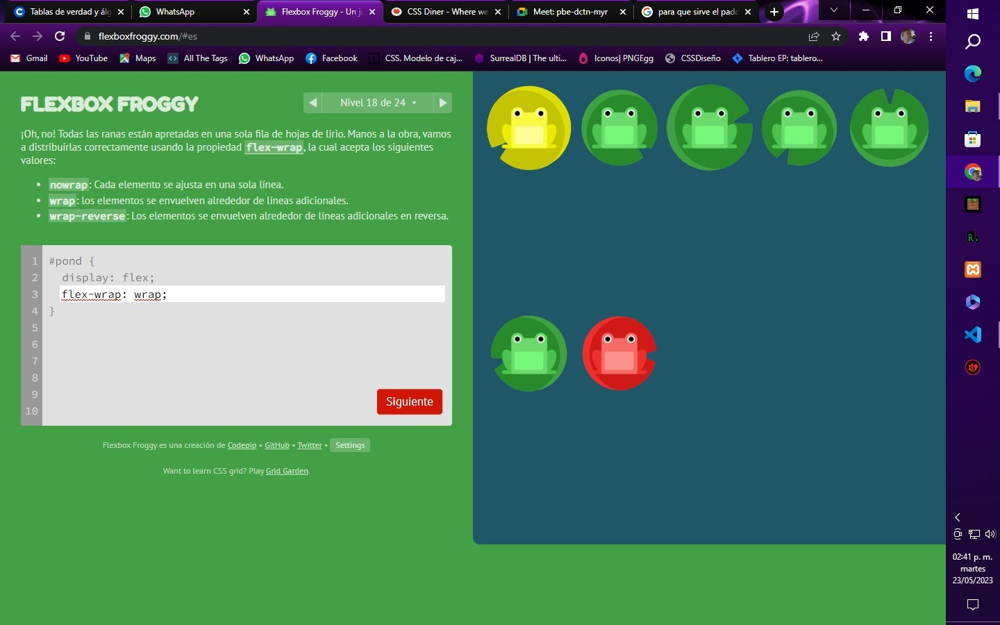 Tablas de verdad y álg
WhatsApp
Flexbox Froggy - Un ju
CSS Diner - Where we
Meet: pbe-dctn-myr
para que sirve el padd
flexboxfroggy.com/#es
Gmail
YouTube
Maps
All The Tags
WhatsApp
Facebook
CSS. Modelo de caj...
SurrealDB | The ulti...
Iconos| PNGEgg
CSSDiseño
Tablero EP: tablero...
FLEXBOX FROGGY
Nivel 18 de 24
¡Oh, no! Todas las ranas están apretadas en una sola fila de hojas de lirio. Manos a la obra, vamos
a distribuirlas correctamente usando la propiedad flex-wrap, la cual acepta los siguientes
valores:
• nowrap: Cada elemento se ajusta en una sola línea.
• wrap: los elementos se envuelven alrededor de líneas adicionales.
• wrap-reverse: Los elementos se envuelven alrededor de líneas adicionales en reversa.
1 #pond {
2 display: flex;
3 flex-wrap: wrap;
4 }
5
6
7
8
9
10
Siguiente
Flexbox Froggy es una creación de Codepip • GitHub • Twitter • Settings
Want to learn CSS grid? Play Grid Garden.
02:41 p. m.
martes
23/05/2023